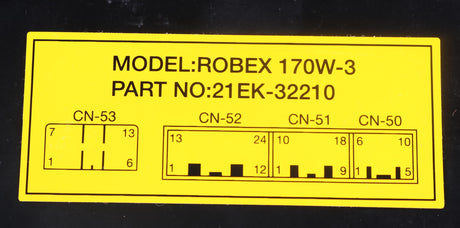 MODEL:ROBEX 170W-3
PART NO:21EK-32210
CN-53 CN-52 CN-51 CN-50
7 13 13 24 10 18 6 10
1 6 1 12 1 9 1 5